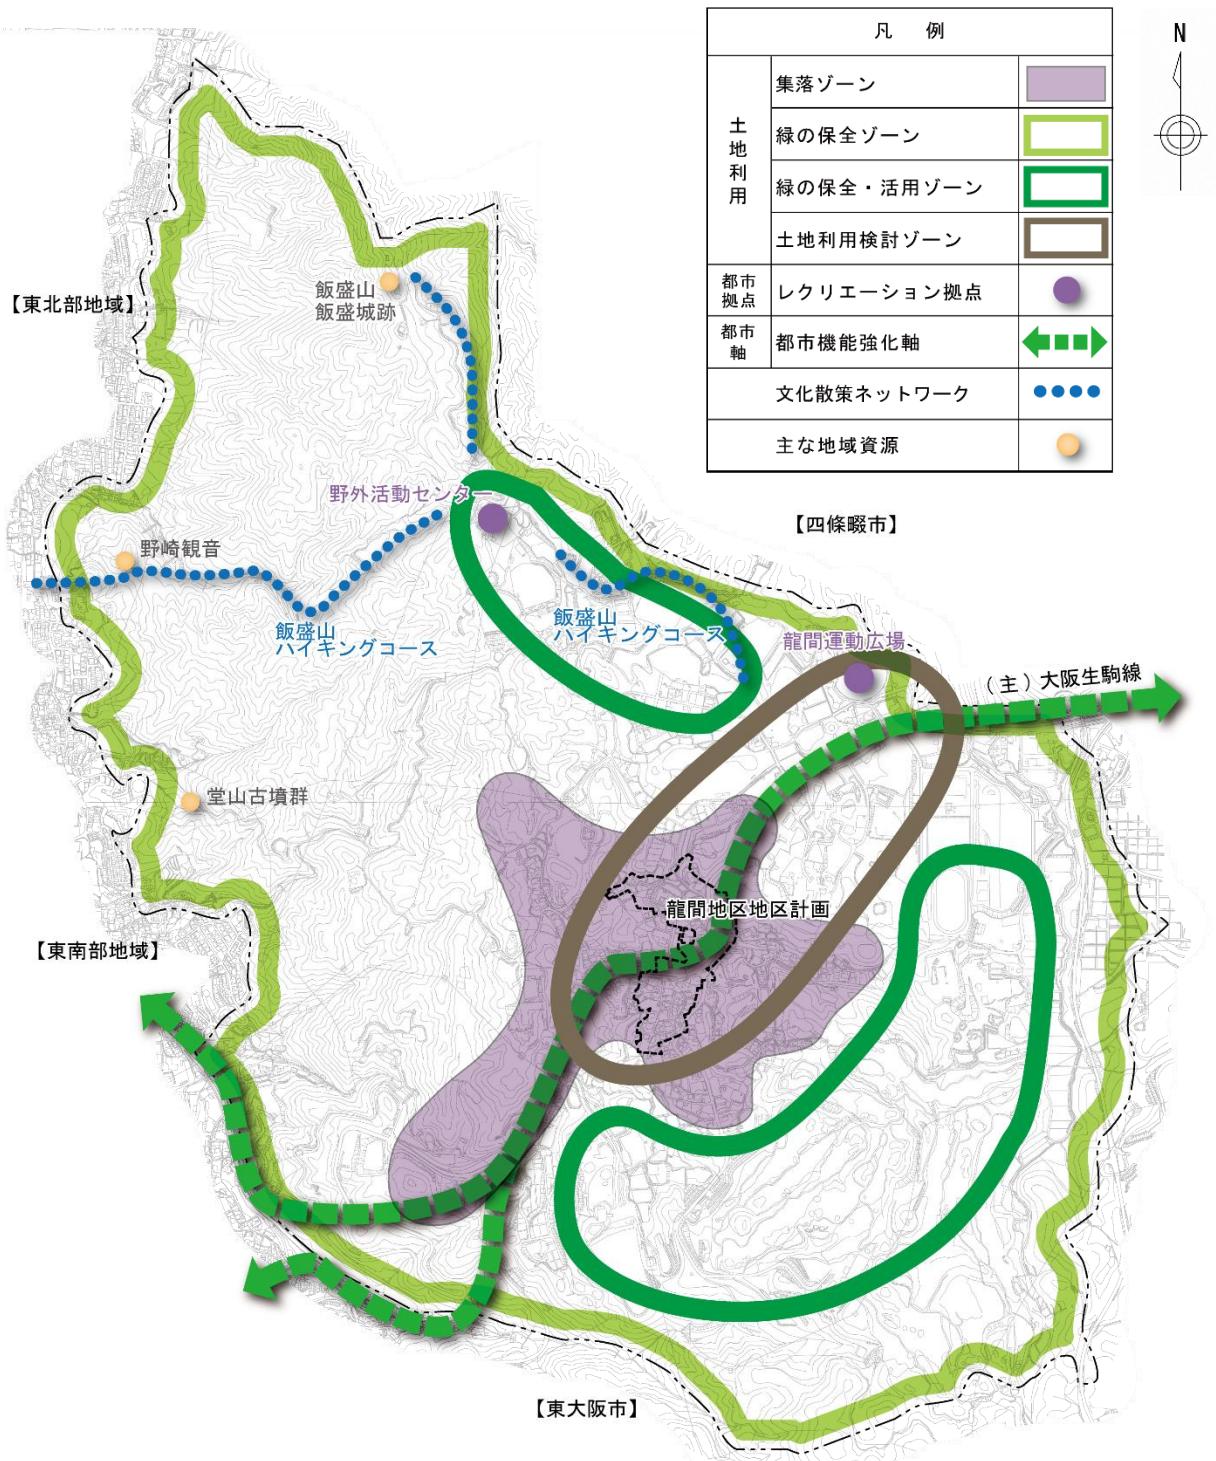 凡　例
N
土地利用
集落ゾーン
緑の保全ゾーン
緑の保全・活用ゾーン
土地利用検討ゾーン
都市
拠点
レクリエーション拠点
都市
軸
都市機能強化軸
文化散策ネットワーク
主な地域資源
飯盛山
飯盛城跡
【東北部地域】
野外活動センター
【四條畷市】
野崎観音
飯盛山
ハイキングコース
飯盛山
ハイキングコース
龍間運動広場
（主）大阪生駒線
堂山古墳群
龍間地区地区計画
【東南部地域】
【東大阪市】